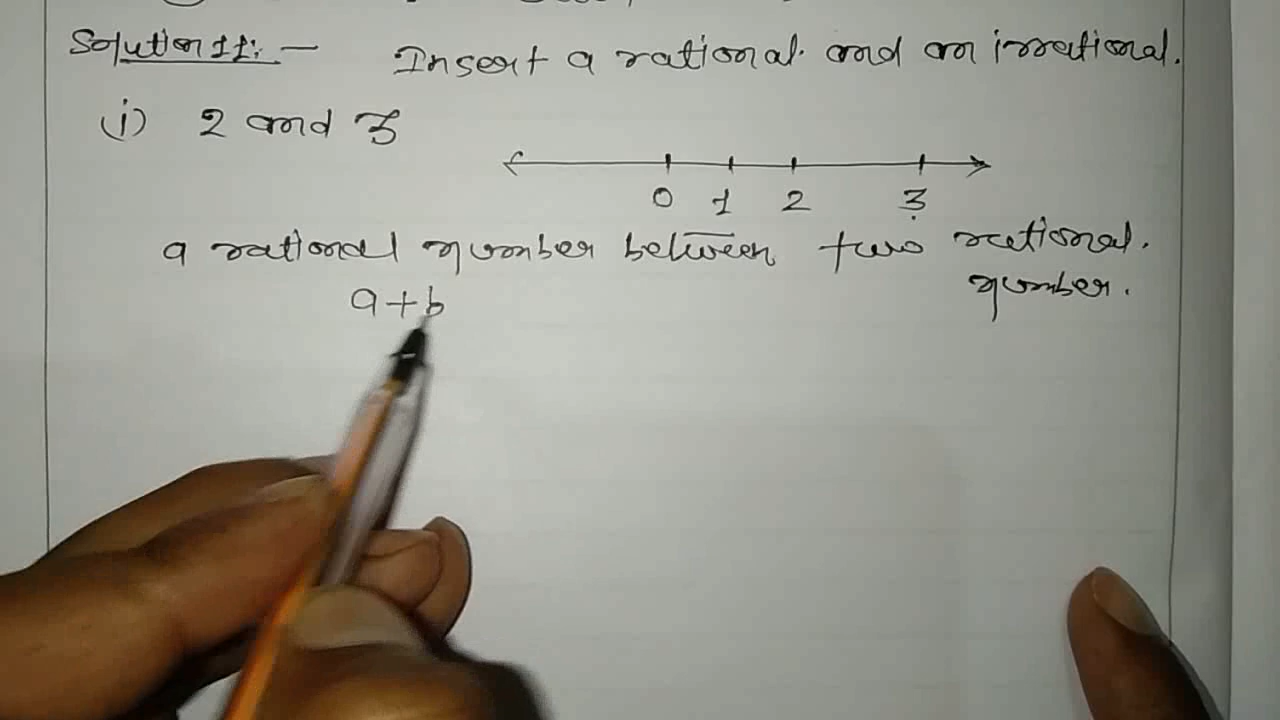 Solution 11:- Insert a rational and an irrational.
(i) 2 and 3
0 1 2 3
a rational number between two rational.
number.
a+b